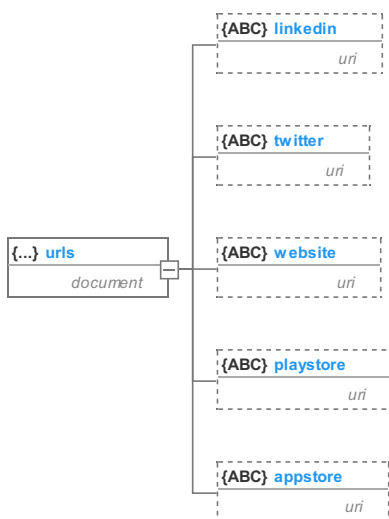 {ABC} linkedin
uri
{ABC} twitter
uri
{...} urls
document
{ABC} website
uri
{ABC} playstore
uri
{ABC} appstore
uri